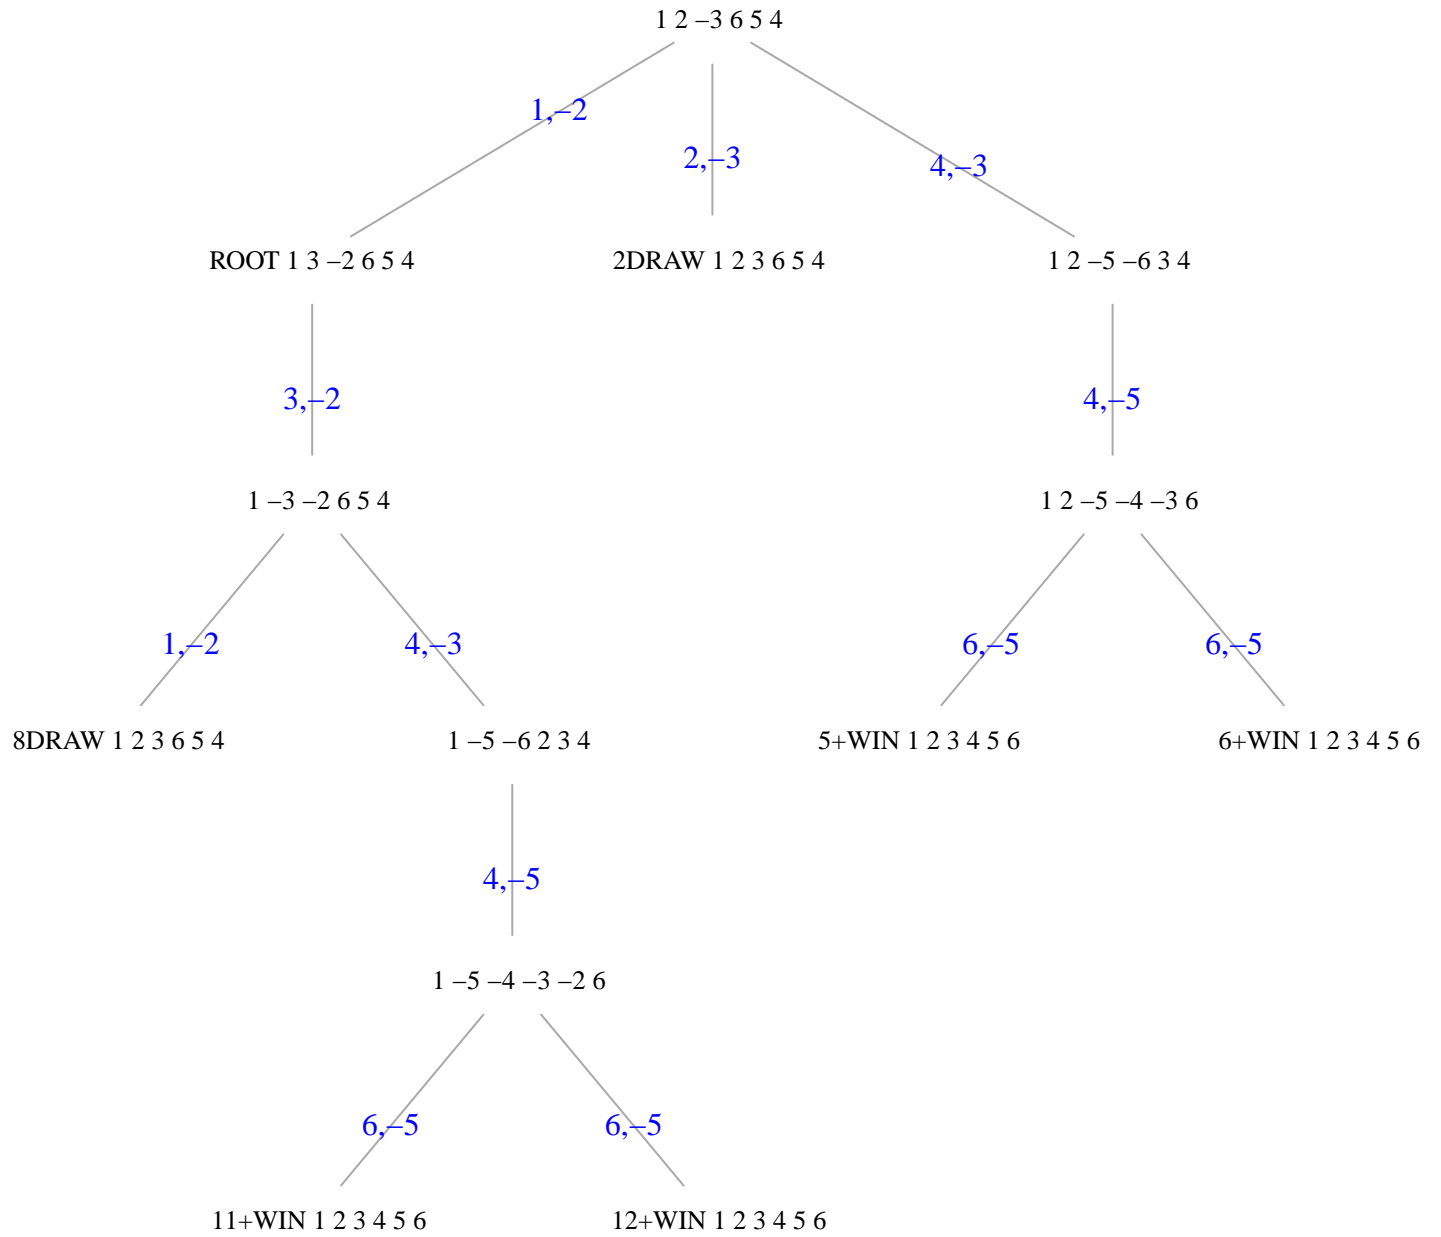 1 2 –3 6 5 4
1,–2
2,–3
4,–3
ROOT 1 3 –2 6 5 4
2DRAW 1 2 3 6 5 4
1 2 –5 –6 3 4
3,–2
4,–5
1 –3 –2 6 5 4
1 2 –5 –4 –3 6
1,–2
4,–3
6,–5
6,–5
8DRAW 1 2 3 6 5 4
1 –5 –6 2 3 4
5+WIN 1 2 3 4 5 6
6+WIN 1 2 3 4 5 6
4,–5
1 –5 –4 –3 –2 6
6,–5
6,–5
11+WIN 1 2 3 4 5 6
12+WIN 1 2 3 4 5 6